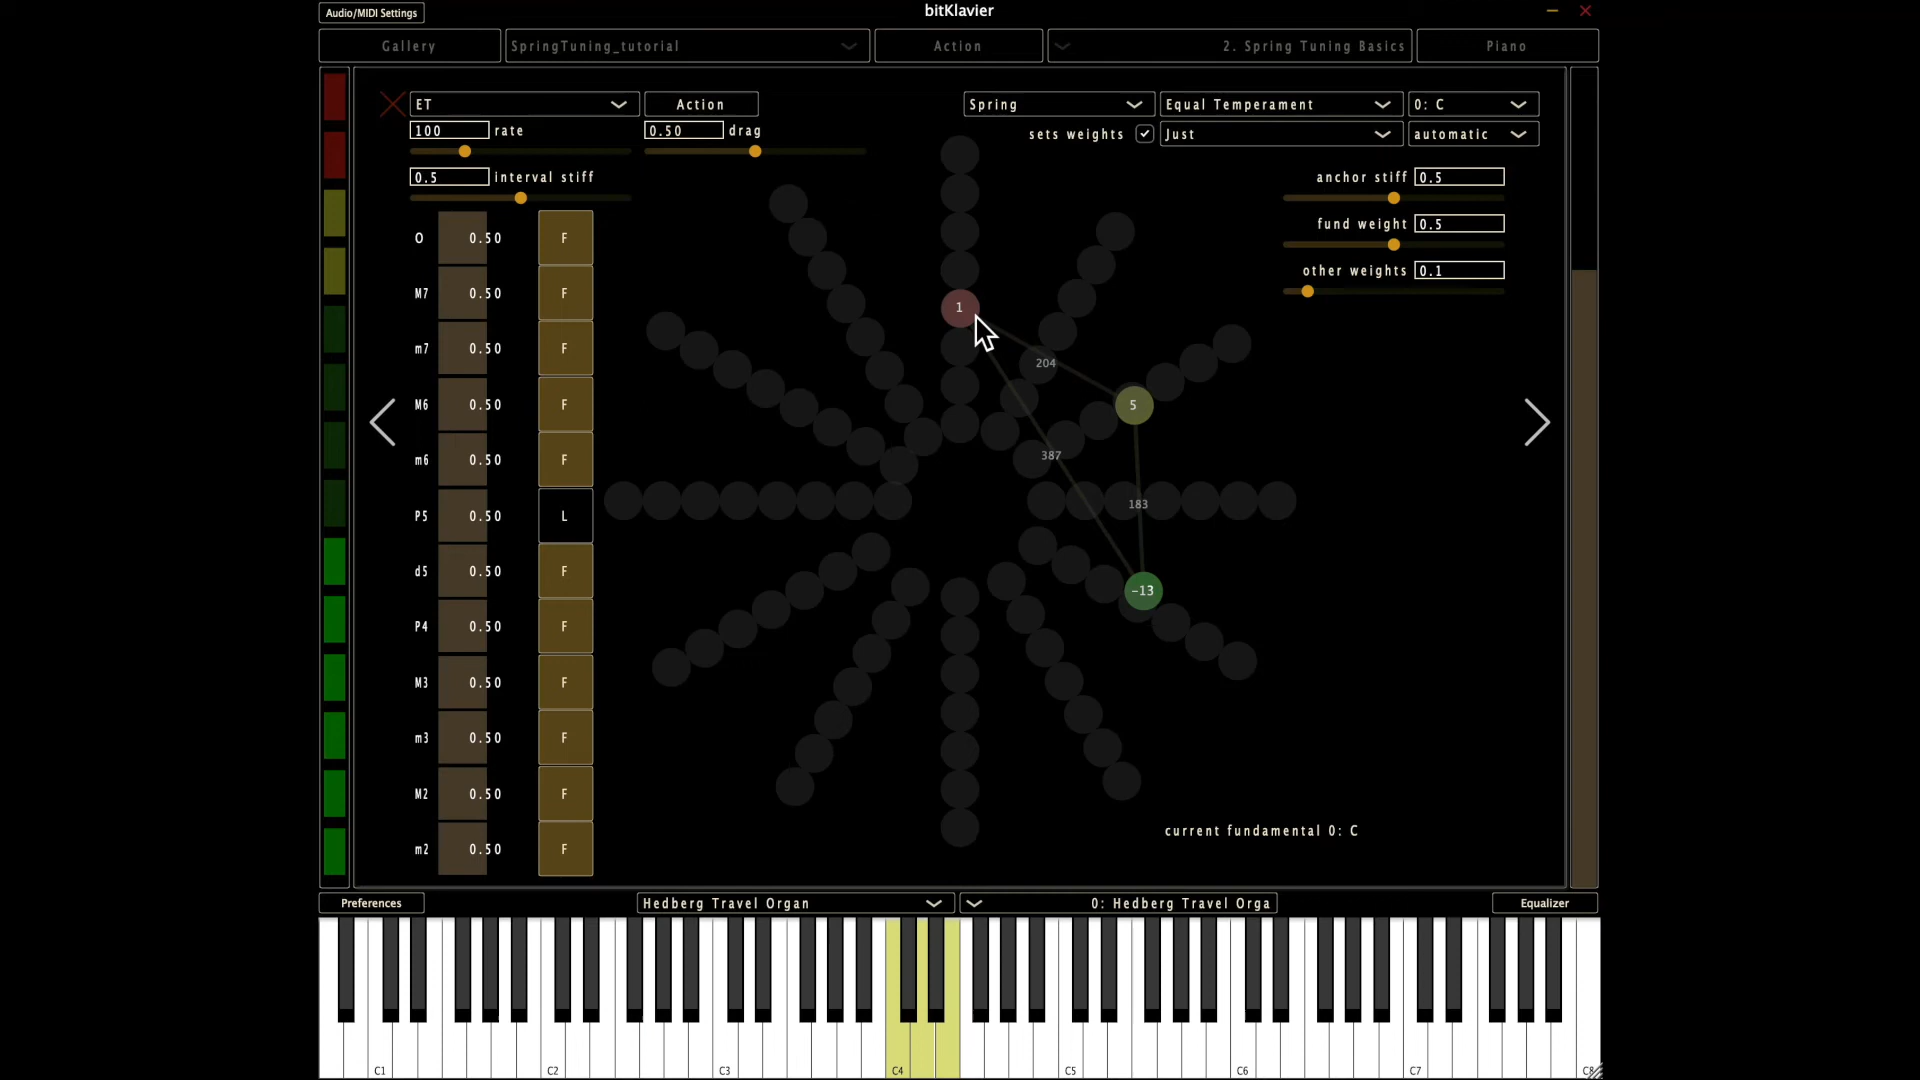 Audio/MIDI Settings
bitKlavier
Gallery
SpringTuning_tutorial
Action
2. Spring Tuning Basics
Piano
ET
Action
Spring
Equal Temperament
0: C
100 rate
0.50 drag
sets weights
Just
automatic
0.5 interval stiff
anchor stiff 0.5
fund weight 0.5
other weights 0.1
O 0.50 F
M7 0.50 F
m7 0.50 F
M6 0.50 F
m6 0.50 F
P5 0.50 L
d5 0.50 F
P4 0.50 F
M3 0.50 F
m3 0.50 F
M2 0.50 F
m2 0.50 F
1
204
5
387
183
-13
current fundamental 0: C
Preferences
Hedberg Travel Organ
0: Hedberg Travel Orga
Equalizer
C1 C2 C3 C4 C5 C6 C7 C8